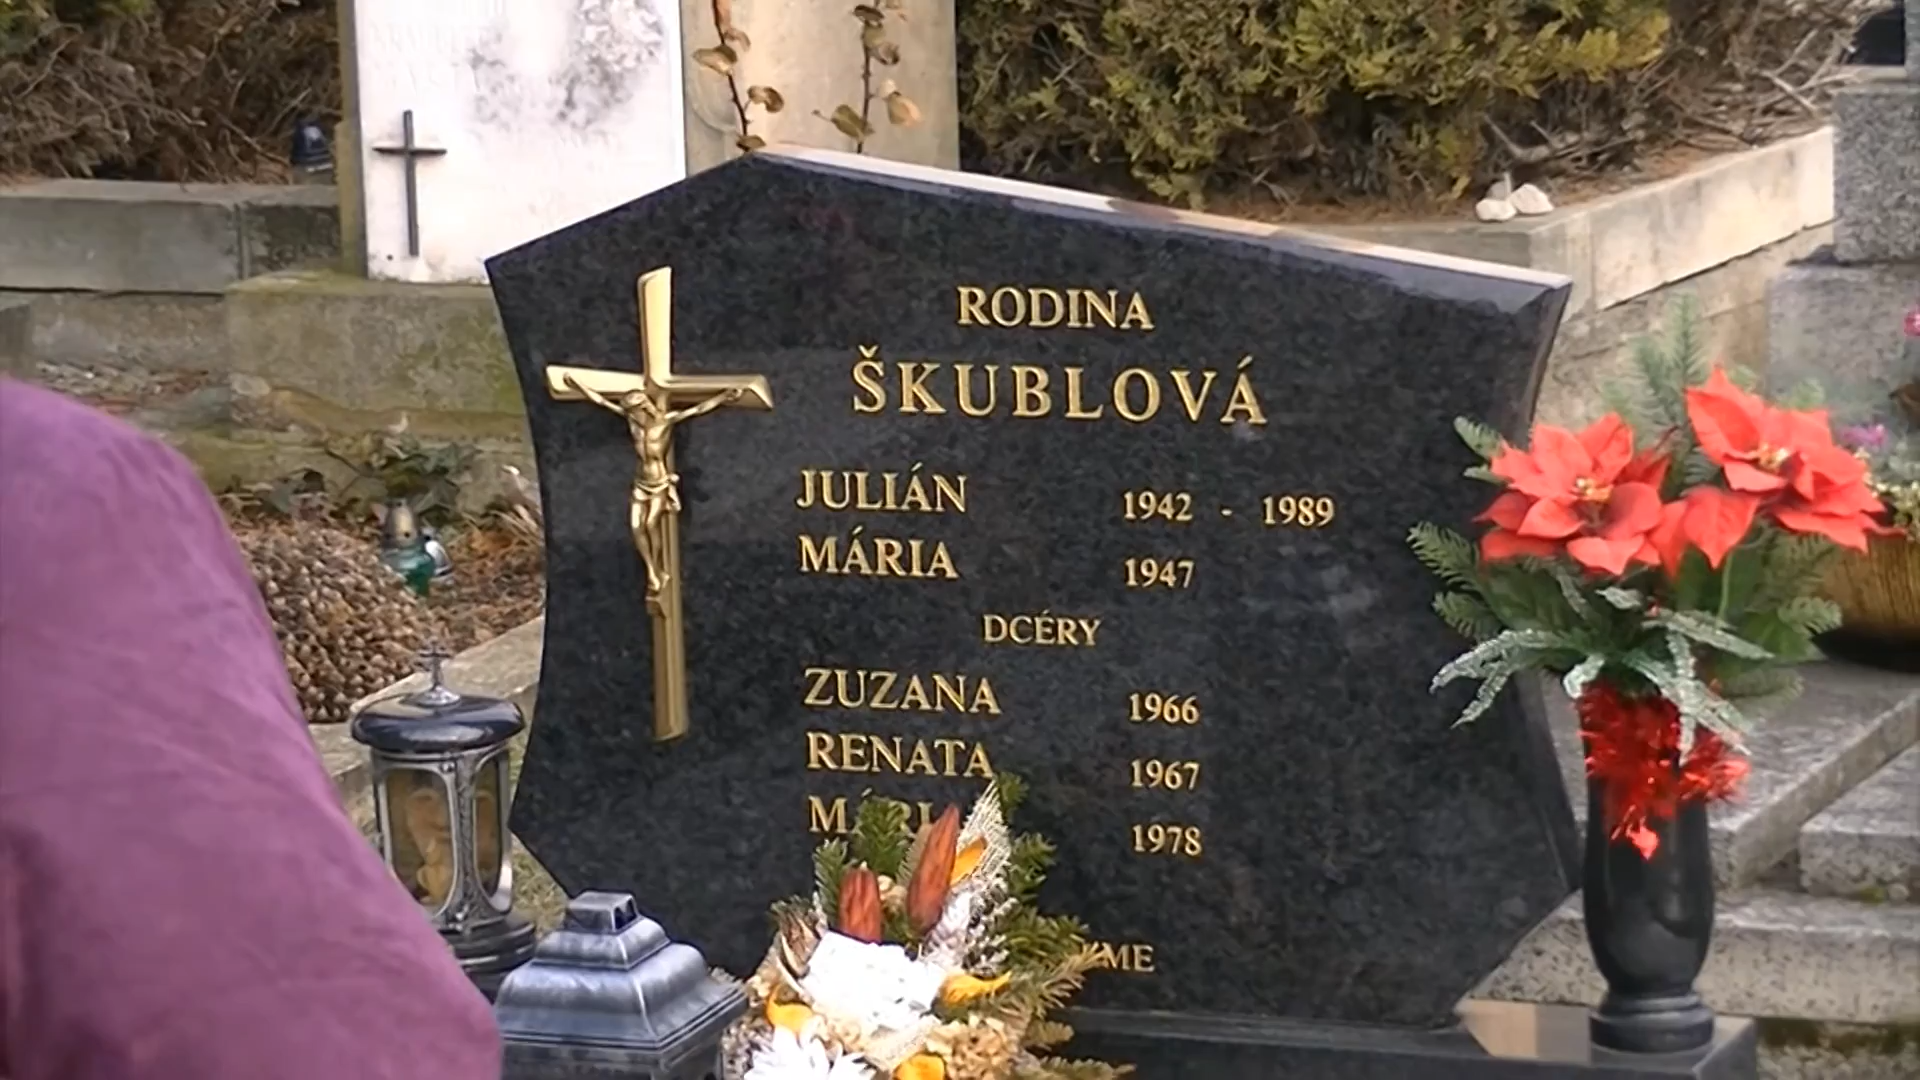 RODINA
ŠKUBLOVÁ
JULIÁN 1942 - 1989
MÁRIA 1947
DCÉRY
ZUZANA 1966
RENATA 1967
1978